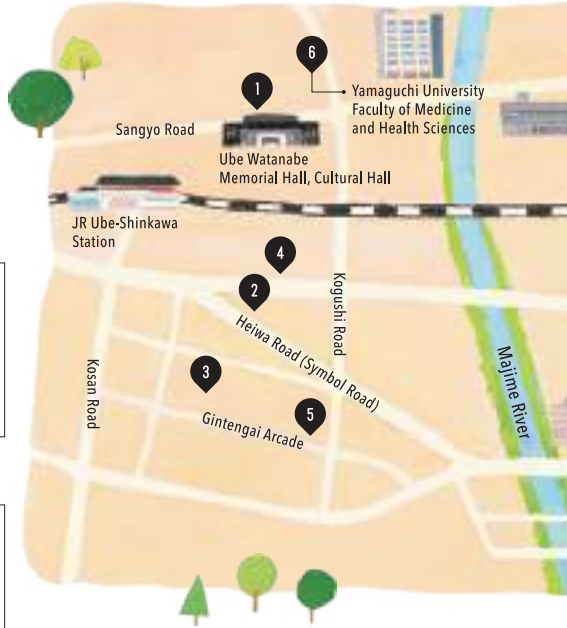 6
1
Yamaguchi University
Faculty of Medicine
and Health Sciences
Sangyo Road
Ube Watanabe
Memorial Hall, Cultural Hall
JR Ube-Shinkawa
Station
4
2
Kogushi Road
Heiwa Road (Symbol Road)
3
Kosan Road
Majime River
5
Gintengai Arcade